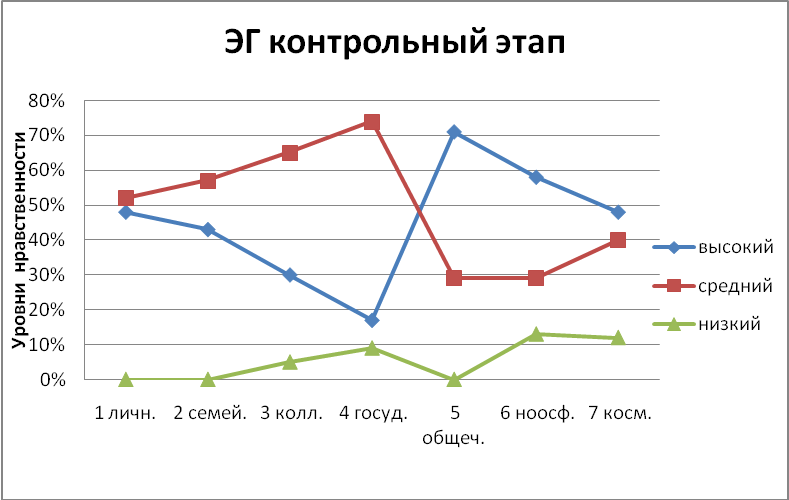 ЭГ контрольный этап
Уровни нравственности
80%
70%
60%
50%
40%
30%
20%
10%
0%
1 личн. 2 семей. 3 колл. 4 госуд. 5 общеч. 6 ноосф. 7 косм.
высокий
средний
низкий